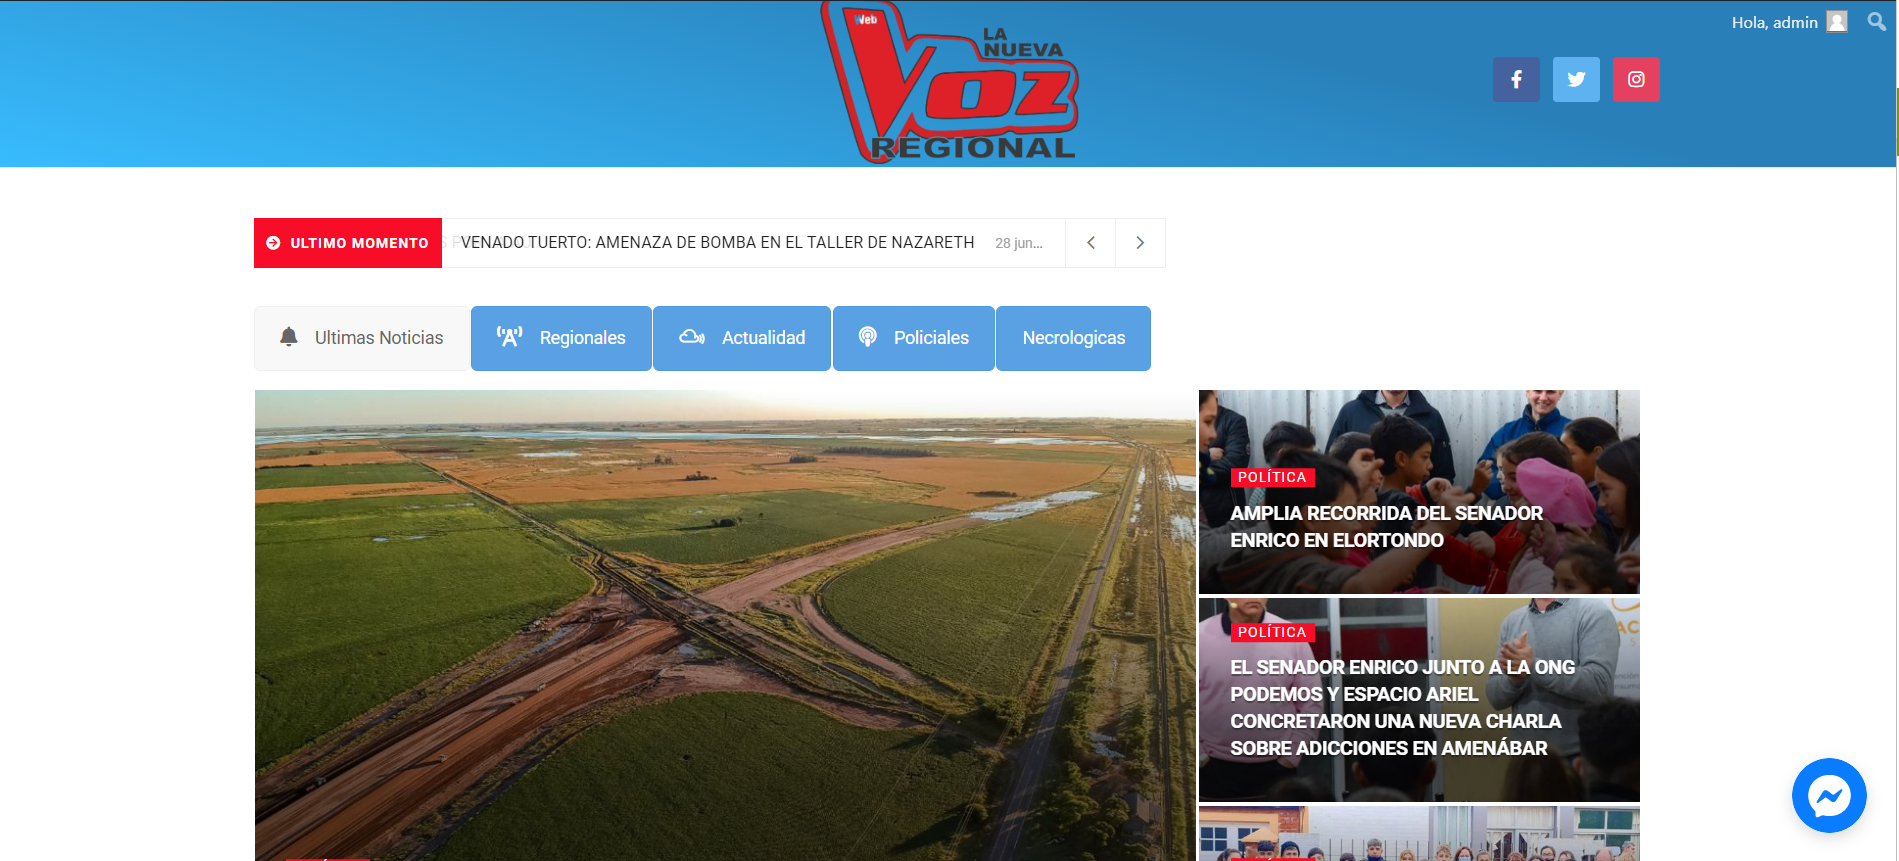 Hola, admin
Web
LA
NUEVA
VOZ
REGIONAL
ULTIMO MOMENTO
VENADO TUERTO: AMENAZA DE BOMBA EN EL TALLER DE NAZARETH
28 jun...
Ultimas Noticias
Regionales
Actualidad
Policiales
Necrologicas
POLÍTICA
AMPLIA RECORRIDA DEL SENADOR
ENRICO EN ELORTONDO
POLÍTICA
EL SENADOR ENRICO JUNTO A LA ONG
PODEMOS Y ESPACIO ARIEL
CONCRETARON UNA NUEVA CHARLA
SOBRE ADICCIONES EN AMENÁBAR